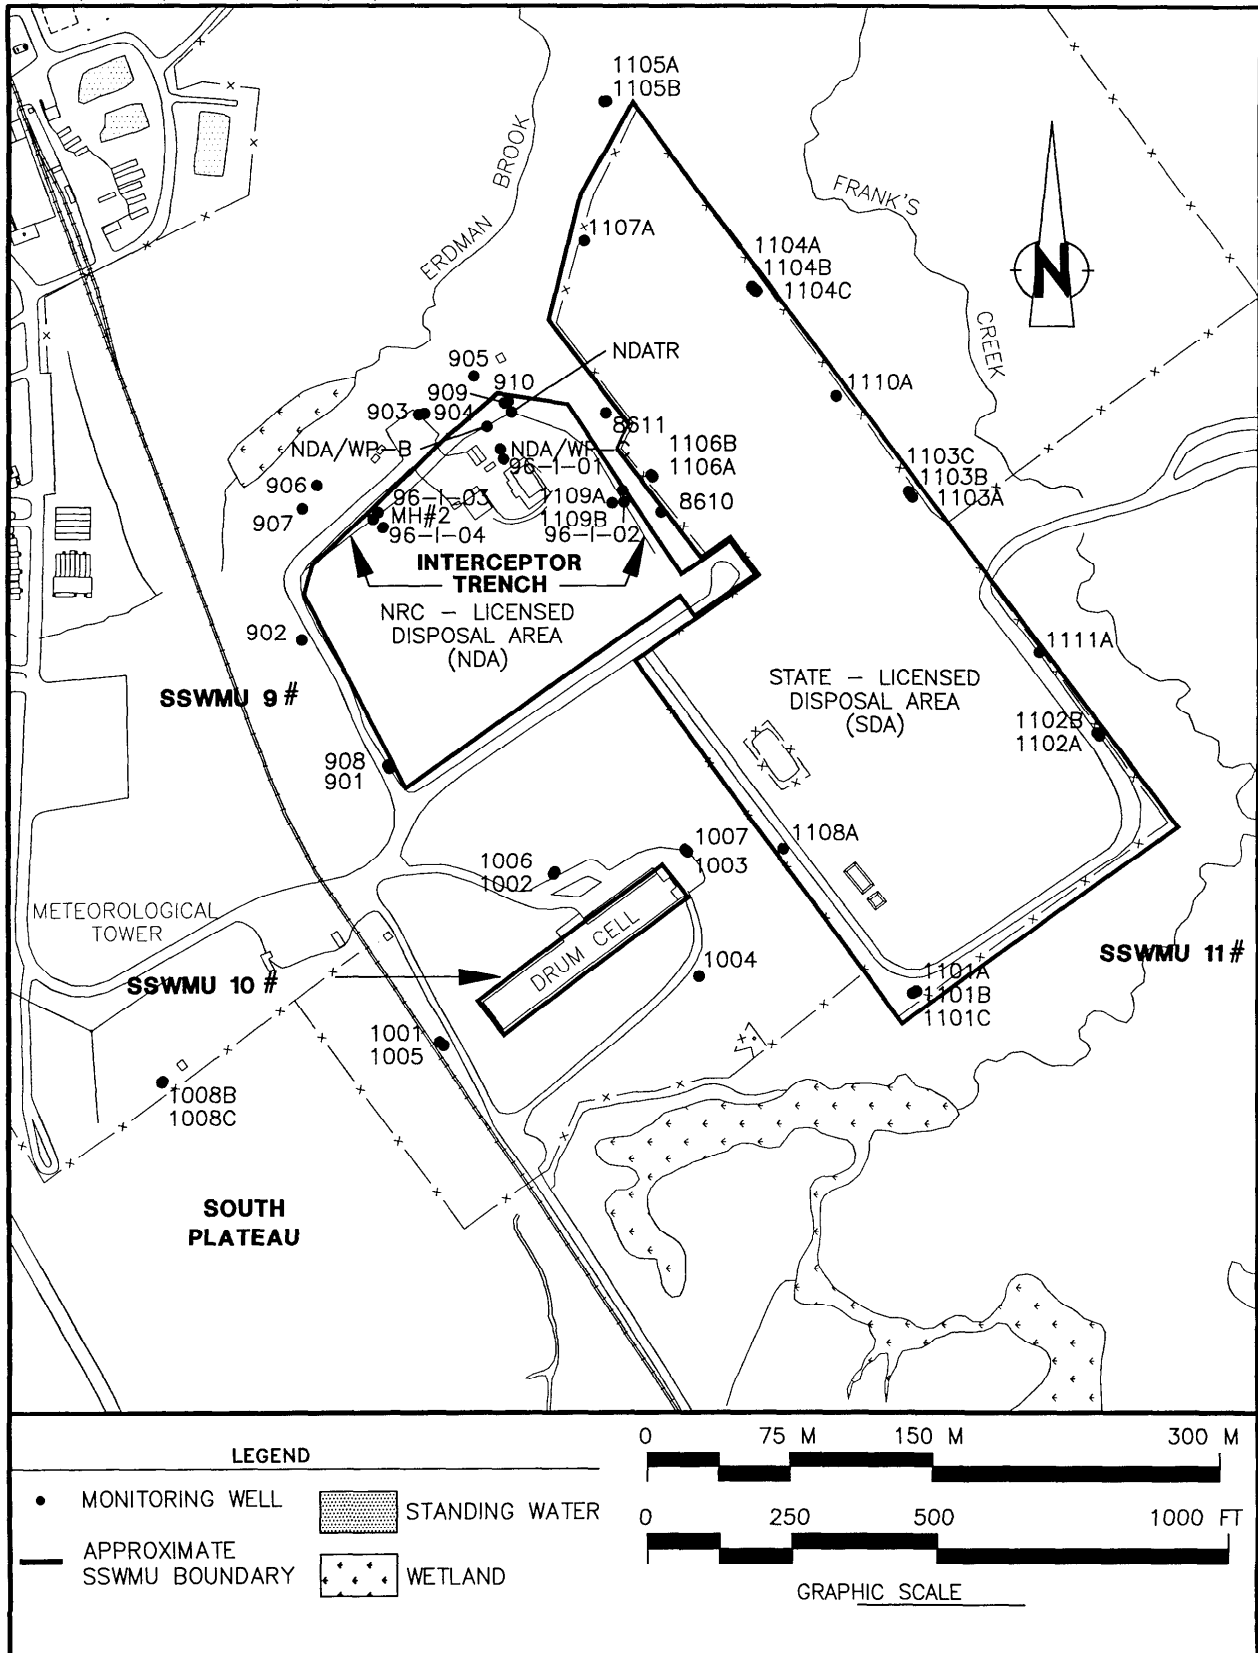 1105A
1105B
ERDMAN BROOK
FRANK'S
CREEK
N
1107A
1104A
1104B
1104C
NDATR
905
910
909
903
904
1110A
8611
NDA/WP-B
NDA/WP-C
96-I-01
1106B
1106A
1103C
1103B
1103A
906
907
96-I-03
MH#2
96-I-04
1109A
1109B
96-I-02
8610
INTERCEPTOR
TRENCH
NRC - LICENSED
DISPOSAL AREA
(NDA)
902
SSWMU 9#
STATE - LICENSED
DISPOSAL AREA
(SDA)
1111A
1102B
1102A
908
901
1108A
1007
1003
1006
1002
METEOROLOGICAL
TOWER
DRUM CELL
1004
SSWMU 10#
SSWMU 11#
1101A
1101B
1101C
1001
1005
1008B
1008C
SOUTH
PLATEAU
LEGEND
MONITORING WELL
STANDING WATER
APPROXIMATE
SSWMU BOUNDARY
WETLAND
0 75 M 150 M 300 M
0 250 500 1000 FT
GRAPHIC SCALE